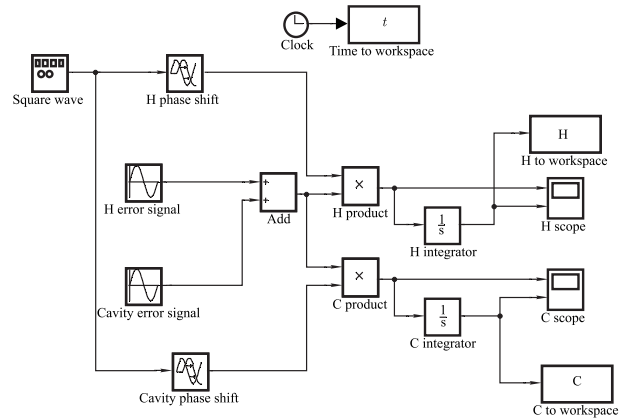 t
Clock
Time to workspace
Square wave
H phase shift
H
H to workspace
+
+
×
H error signal
Add
H product
1
s
H scope
H integrator
×
Cavity error signal
C product
1
s
C scope
C integrator
C
Cavity phase shift
C to workspace